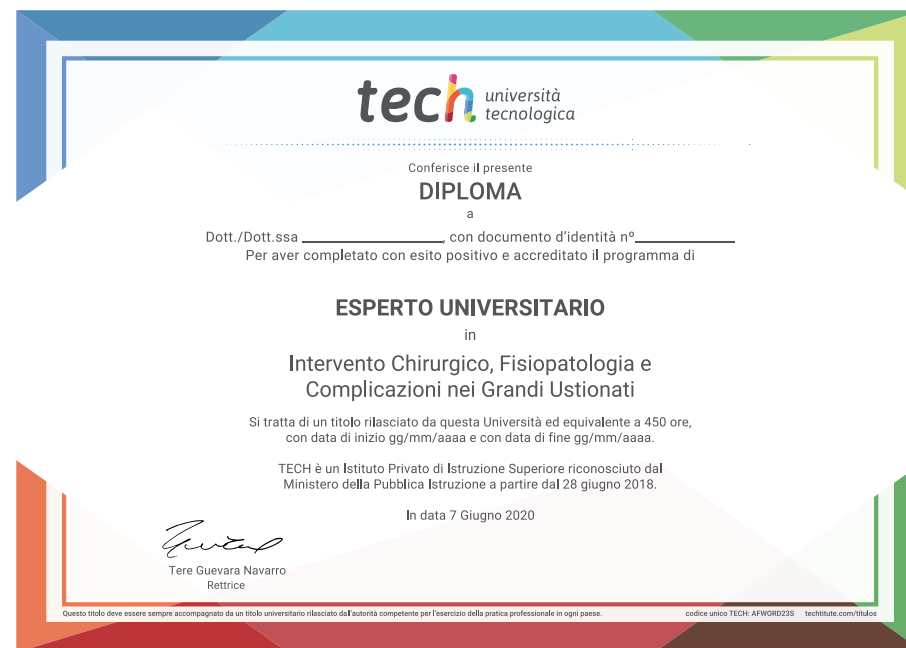 tech università
tecnologica
Conferisce il presente
DIPLOMA
a
Dott./Dott.ssa ____________________, con documento d'identità nº______________
Per aver completato con esito positivo e accreditato il programma di
ESPERTO UNIVERSITARIO
in
Intervento Chirurgico, Fisiopatologia e
Complicazioni nei Grandi Ustionati
Si tratta di un titolo rilasciato da questa Università ed equivalente a 450 ore,
con data di inizio gg/mm/aaaa e con data di fine gg/mm/aaaa.
TECH è un Istituto Privato di Istruzione Superiore riconosciuto dal
Ministero della Pubblica Istruzione a partire dal 28 giugno 2018.
In data 7 Giugno 2020
Tere Guevara Navarro
Rettrice
Questo titolo deve essere sempre accompagnato da un titolo universitario rilasciato dall'autorità competente per l'esercizio della pratica professionale in ogni paese. codice unico TECH: AFWORD23S techtitute.com/titulos